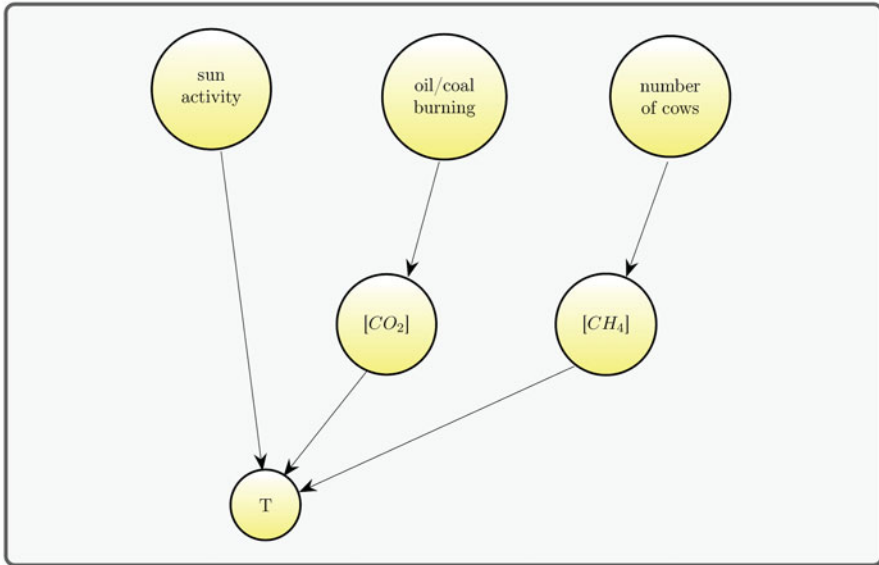 sun
activity
oil/coal
burning
number
of cows
[CO₂]
[CH₄]
T